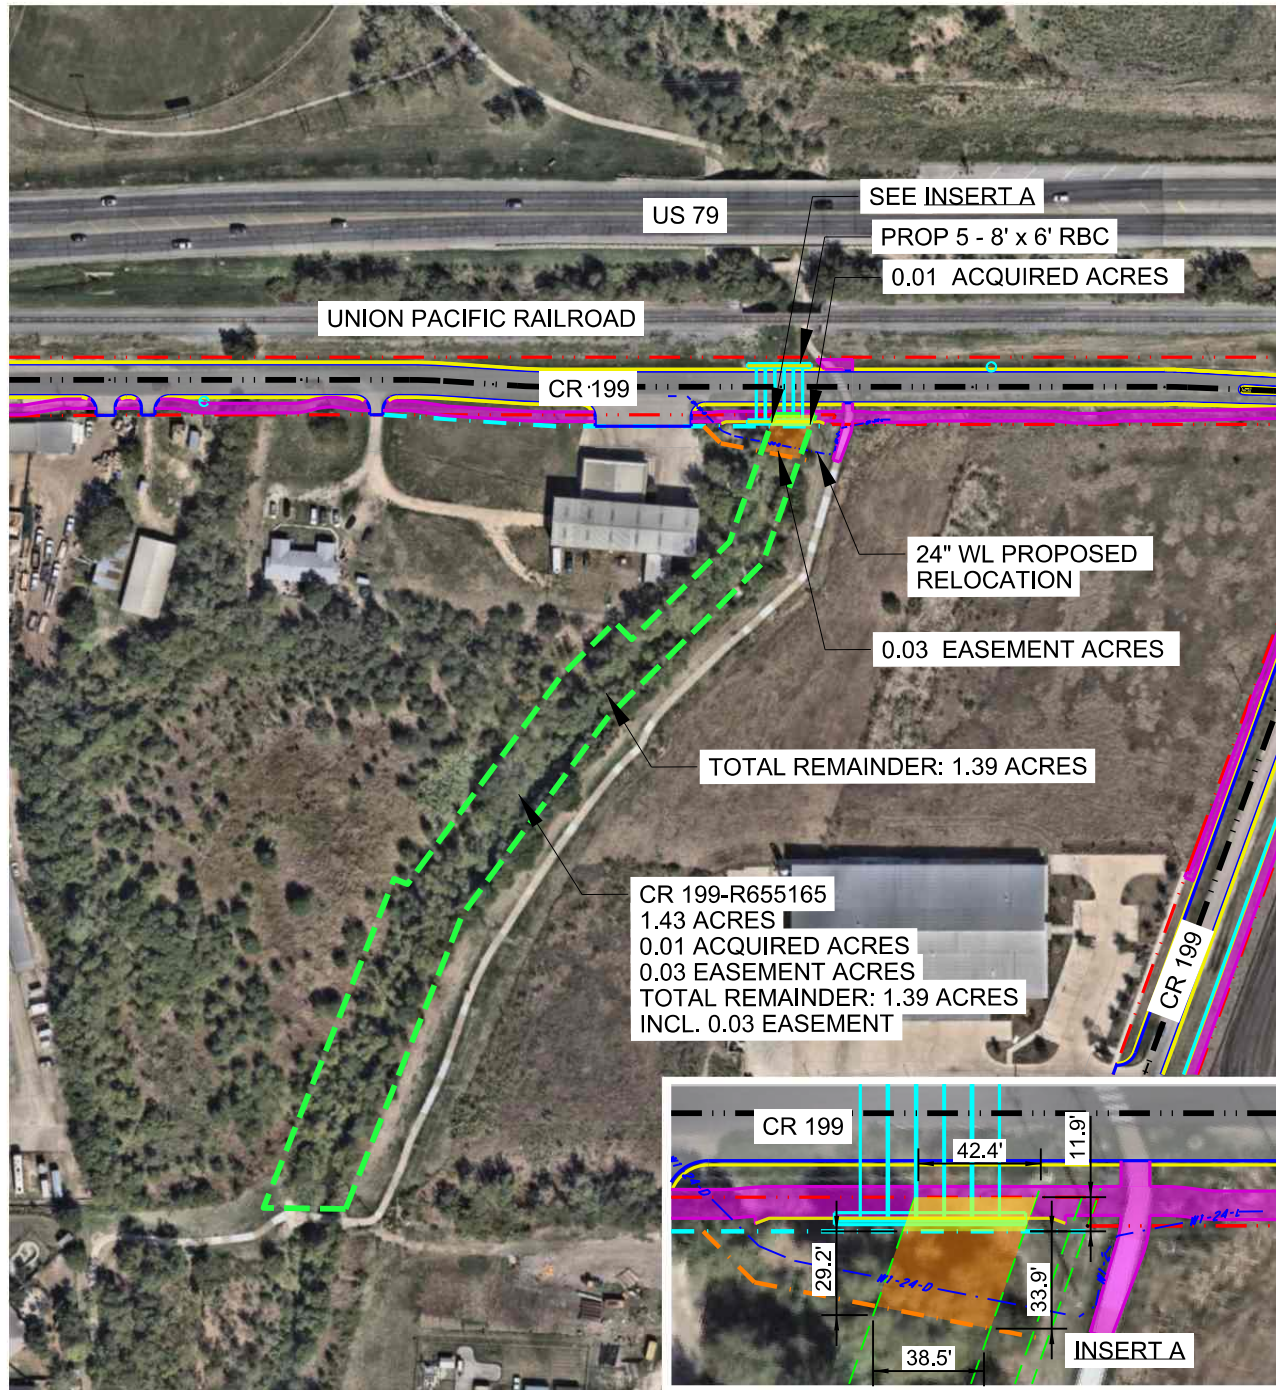 SEE INSERT A
US 79
PROP 5 - 8' x 6' RBC
0.01 ACQUIRED ACRES
UNION PACIFIC RAILROAD
CR 199
24" WL PROPOSED
RELOCATION
0.03 EASEMENT ACRES
TOTAL REMAINDER: 1.39 ACRES
CR 199-R655165
1.43 ACRES
0.01 ACQUIRED ACRES
0.03 EASEMENT ACRES
TOTAL REMAINDER: 1.39 ACRES
INCL. 0.03 EASEMENT
CR 199
CR 199
42.4'
11.9'
29.2'
W1-24-D
33.9'
38.5'
INSERT A